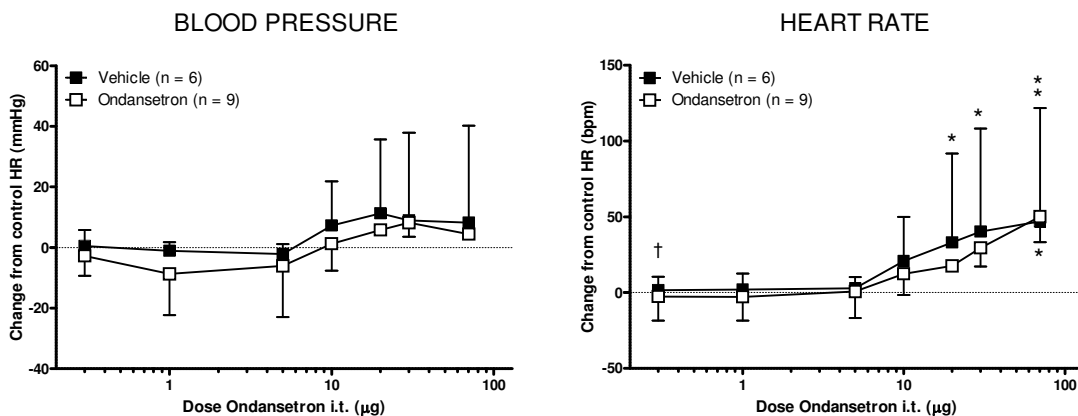 BLOOD PRESSURE
60
40
20
0
-20
-40
Change from control HR (mmHg)
Vehicle (n = 6)
Ondansetron (n = 9)
1
10
100
Dose Ondansetron i.t. (μg)
HEART RATE
150
100
50
0
-50
Change from control HR (bpm)
Vehicle (n = 6)
Ondansetron (n = 9)
†
*
*
*
*
*
1
10
100
Dose Ondansetron i.t. (μg)